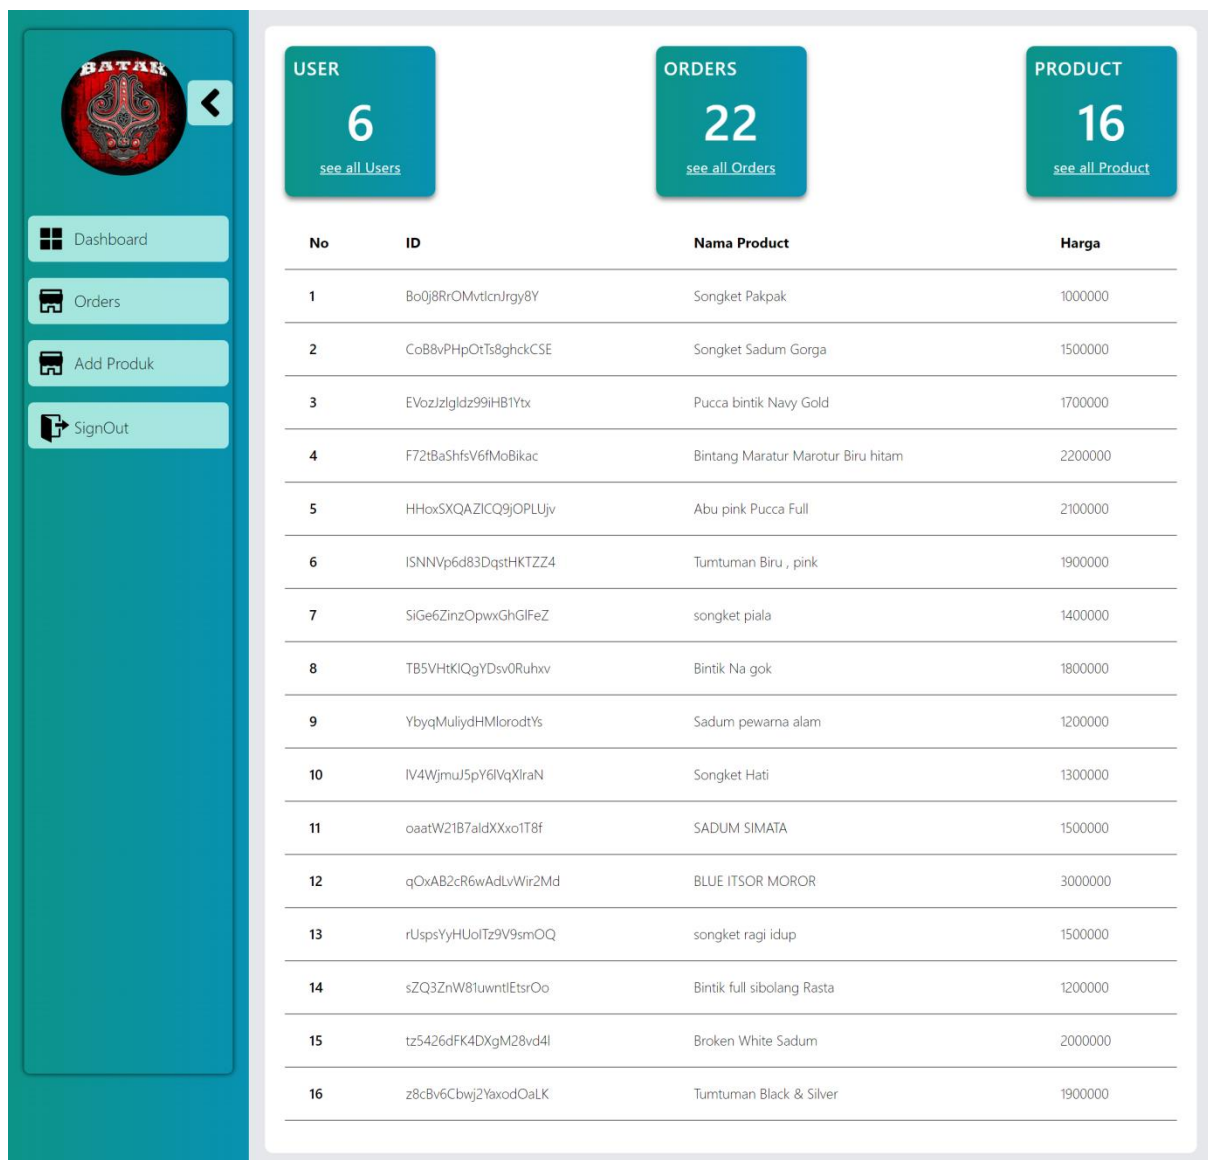 BATAK
Dashboard
Orders
Add Produk
SignOut
USER
6
see all Users
ORDERS
22
see all Orders
PRODUCT
16
see all Product
No ID Nama Product Harga
1 Bo0j8RrOMvtIcnJrgy8Y Songket Pakpak 1000000
2 CoB8vPHpOtTs8ghckCSE Songket Sadum Gorga 1500000
3 EVozJzlgldz99iHB1Ytx Pucca bintik Navy Gold 1700000
4 F72tBaShfsV6fMoBikac Bintang Maratur Marotur Biru hitam 2200000
5 HHoxSXQAZlCQ9jOPLUjv Abu pink Pucca Full 2100000
6 ISNNVp6d83DqstHKTZZ4 Tumtuman Biru , pink 1900000
7 SiGe6ZinzOpwxGhGlFeZ songket piala 1400000
8 TB5VHtKIQgYDsv0Ruhxv Bintik Na gok 1800000
9 YbyqMuliydHMlorodtYs Sadum pewarna alam 1200000
10 lV4WjmuJ5pY6lVqXlraN Songket Hati 1300000
11 oaatW21B7aIdXXxo1T8f SADUM SIMATA 1500000
12 qOxAB2cR6wAdLvWir2Md BLUE ITSOR MOROR 3000000
13 rUspsYyHUoITz9V9smOQ songket ragi idup 1500000
14 sZQ3ZnW81uwntIEtsrOo Bintik full sibolang Rasta 1200000
15 tz5426dFK4DXgM28vd4l Broken White Sadum 2000000
16 z8cBv6Cbwj2YaxodOaLK Tumtuman Black & Silver 1900000